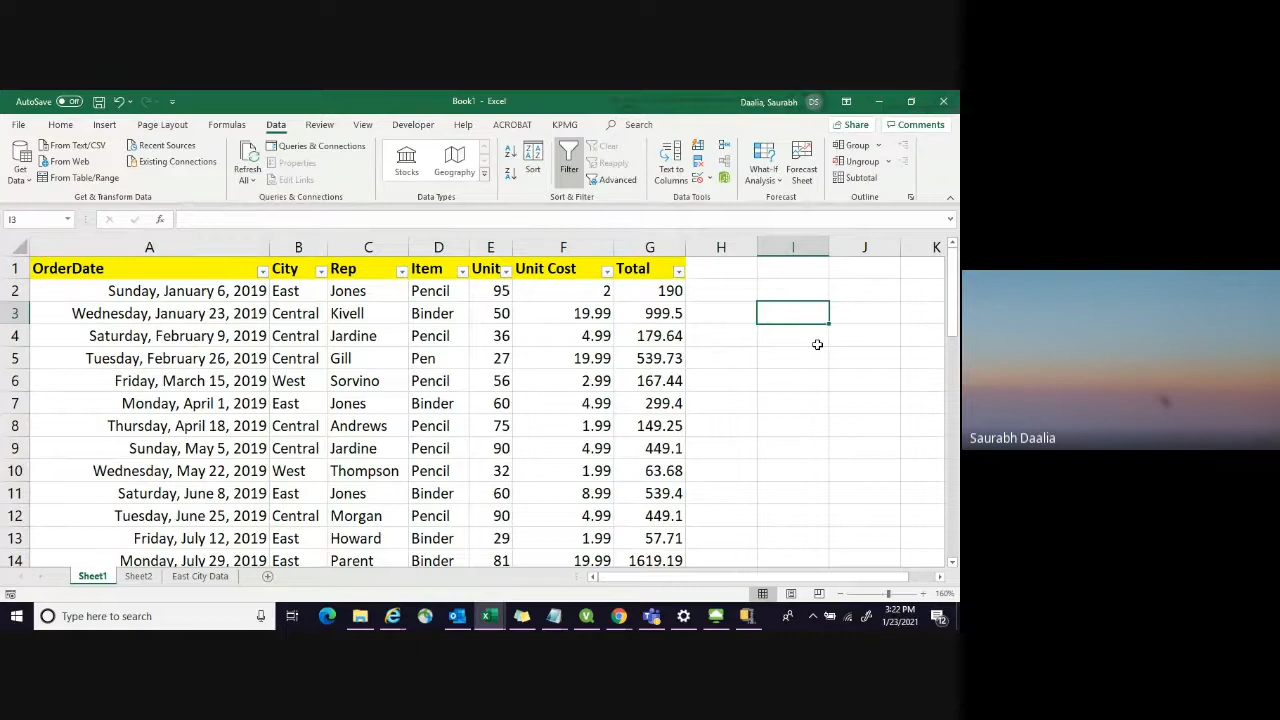 AutoSave Off Book1 - Excel Daalia, Saurabh DS
File Home Insert Page Layout Formulas Data Review View Developer Help ACROBAT KPMG Search Share Comments
Get Data
From Text/CSV
From Web
From Table/Range
Recent Sources
Existing Connections
Get & Transform Data
Refresh All
Queries & Connections
Properties
Edit Links
Queries & Connections
Stocks Geography
Data Types
Sort Filter
Clear
Reapply
Advanced
Sort & Filter
Text to Columns
Data Tools
What-If Analysis
Forecast Sheet
Forecast
Group
Ungroup
Subtotal
Outline
I3 fx
A B C D E F G H I J K
1 OrderDate City Rep Item Unit Unit Cost Total
2 Sunday, January 6, 2019 East Jones Pencil 95 2 190
3 Wednesday, January 23, 2019 Central Kivell Binder 50 19.99 999.5
4 Saturday, February 9, 2019 Central Jardine Pencil 36 4.99 179.64
5 Tuesday, February 26, 2019 Central Gill Pen 27 19.99 539.73
6 Friday, March 15, 2019 West Sorvino Pencil 56 2.99 167.44
7 Monday, April 1, 2019 East Jones Binder 60 4.99 299.4
8 Thursday, April 18, 2019 Central Andrews Pencil 75 1.99 149.25
9 Sunday, May 5, 2019 Central Jardine Pencil 90 4.99 449.1
10 Wednesday, May 22, 2019 West Thompson Pencil 32 1.99 63.68
11 Saturday, June 8, 2019 East Jones Binder 60 8.99 539.4
12 Tuesday, June 25, 2019 Central Morgan Pencil 90 4.99 449.1
13 Friday, July 12, 2019 East Howard Binder 29 1.99 57.71
14 Monday, July 29, 2019 East Parent Binder 81 19.99 1619.19
Sheet1 Sheet2 East City Data
160%
Type here to search
3:22 PM
1/23/2021
12
Saurabh Daalia